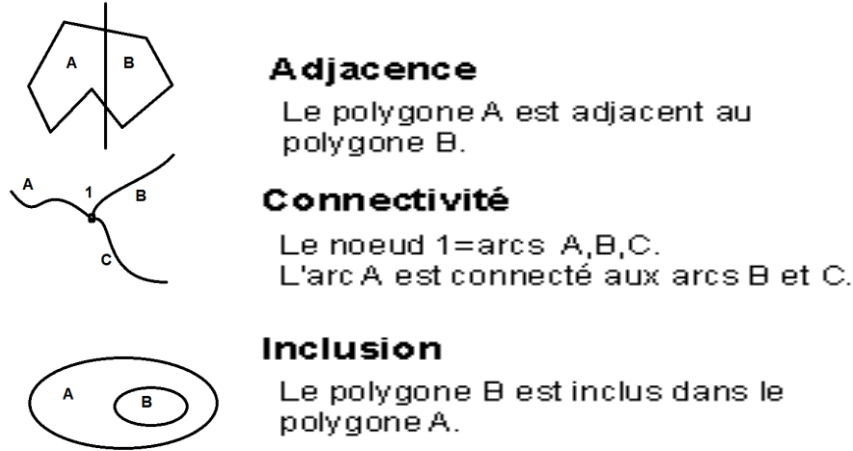 A B
Adjacence
Le polygone A est adjacent au
polygone B.
A 1 B
C
Connectivité
Le noeud 1=arcs A,B,C.
L'arc A est connecté aux arcs B et C.
A B
Inclusion
Le polygone B est inclus dans le
polygone A.